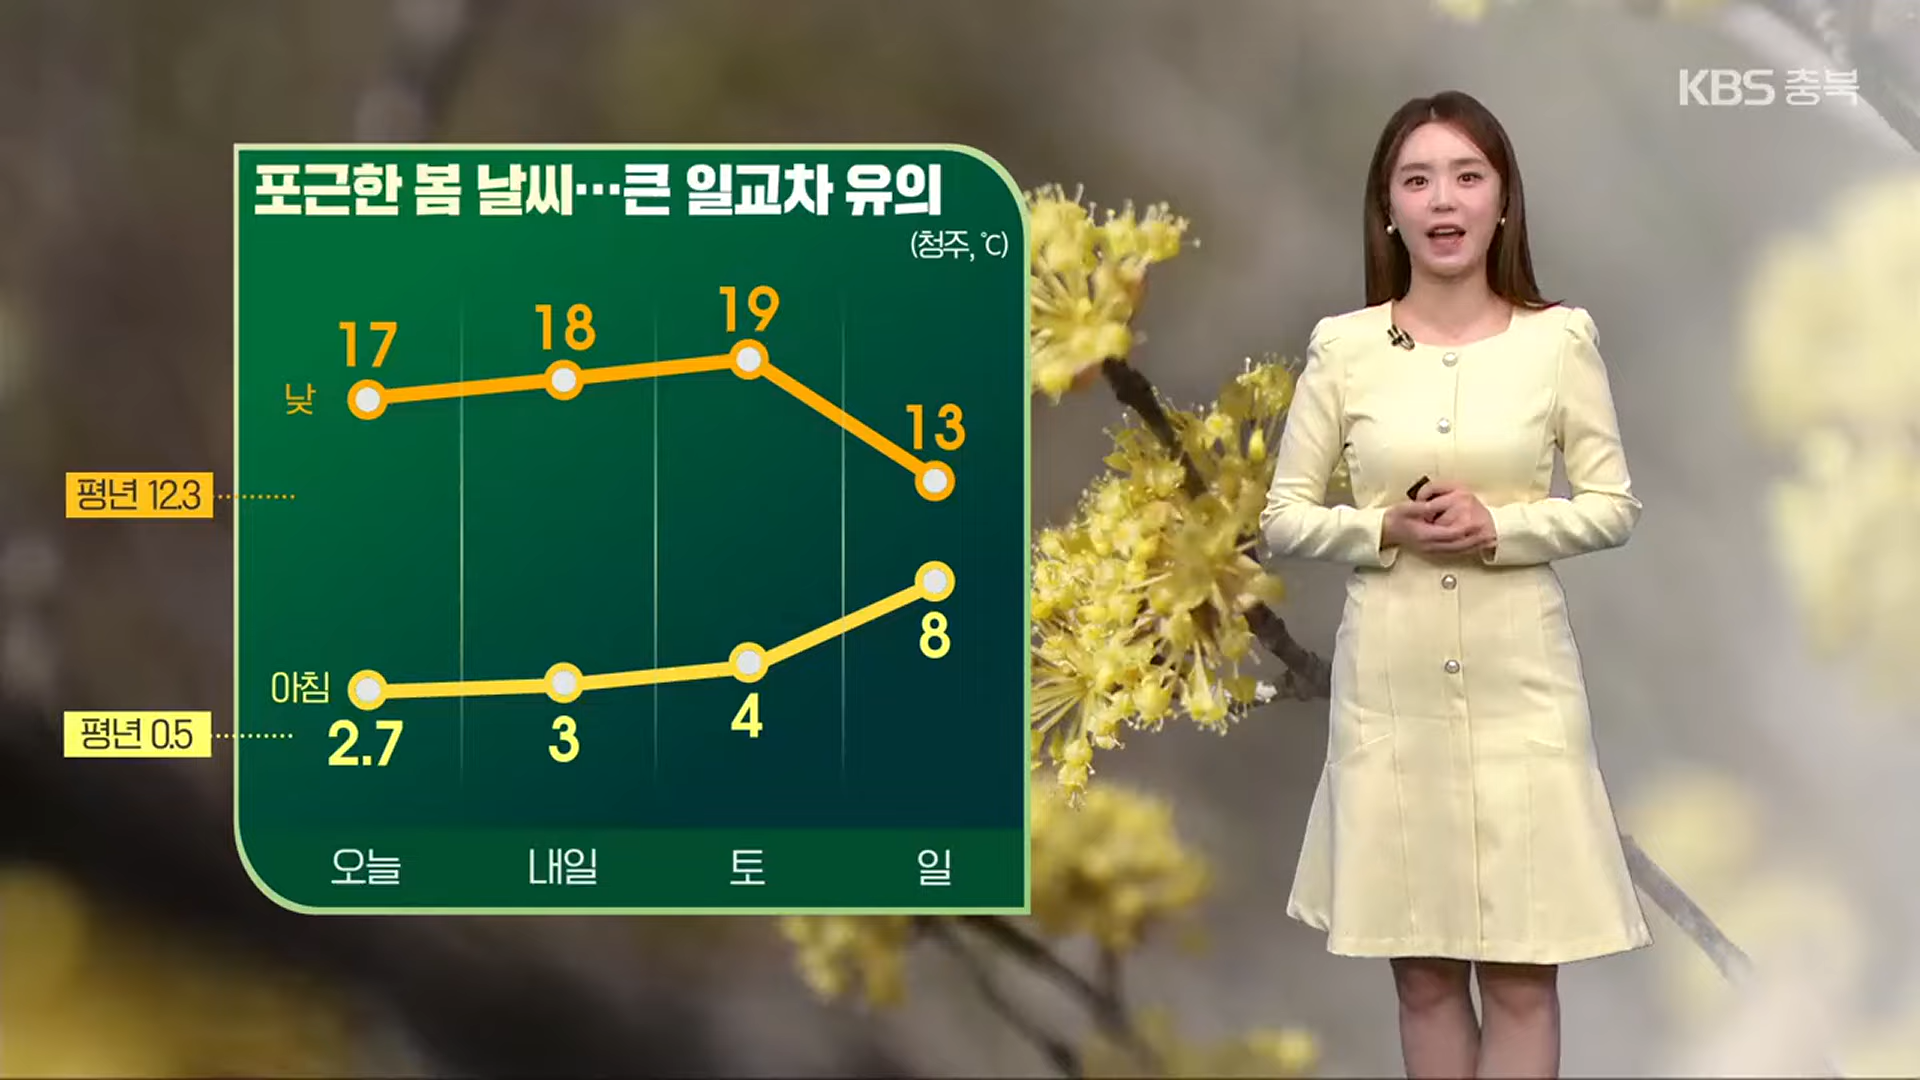 KBS 충북
포근한 봄 날씨…큰 일교차 유의
(청주, ℃)
17 18 19 13
낮
평년 12.3
아침
2.7 3 4 8
평년 0.5
오늘 내일 토 일